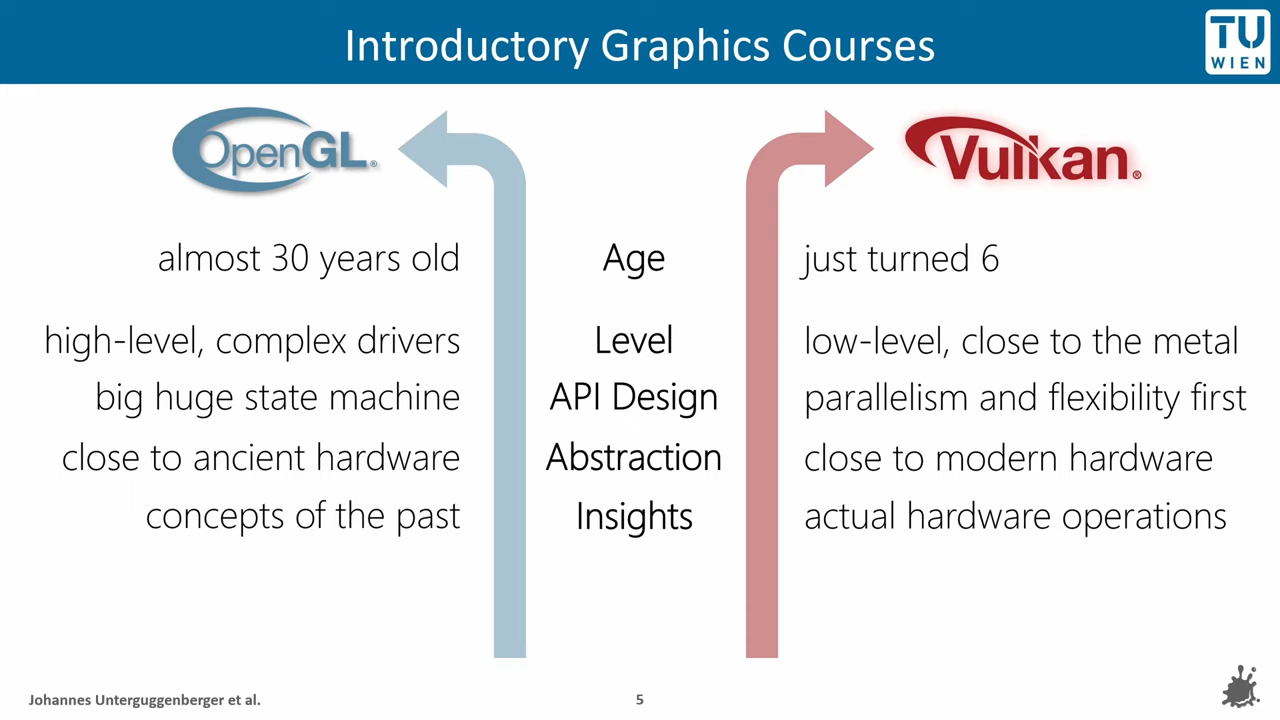 Introductory Graphics Courses
TU
WIEN
OpenGL®
Vulkan®
almost 30 years old
Age
just turned 6
high-level, complex drivers
Level
low-level, close to the metal
big huge state machine
API Design
parallelism and flexibility first
close to ancient hardware
Abstraction
close to modern hardware
concepts of the past
Insights
actual hardware operations
Johannes Unterguggenberger et al.
5